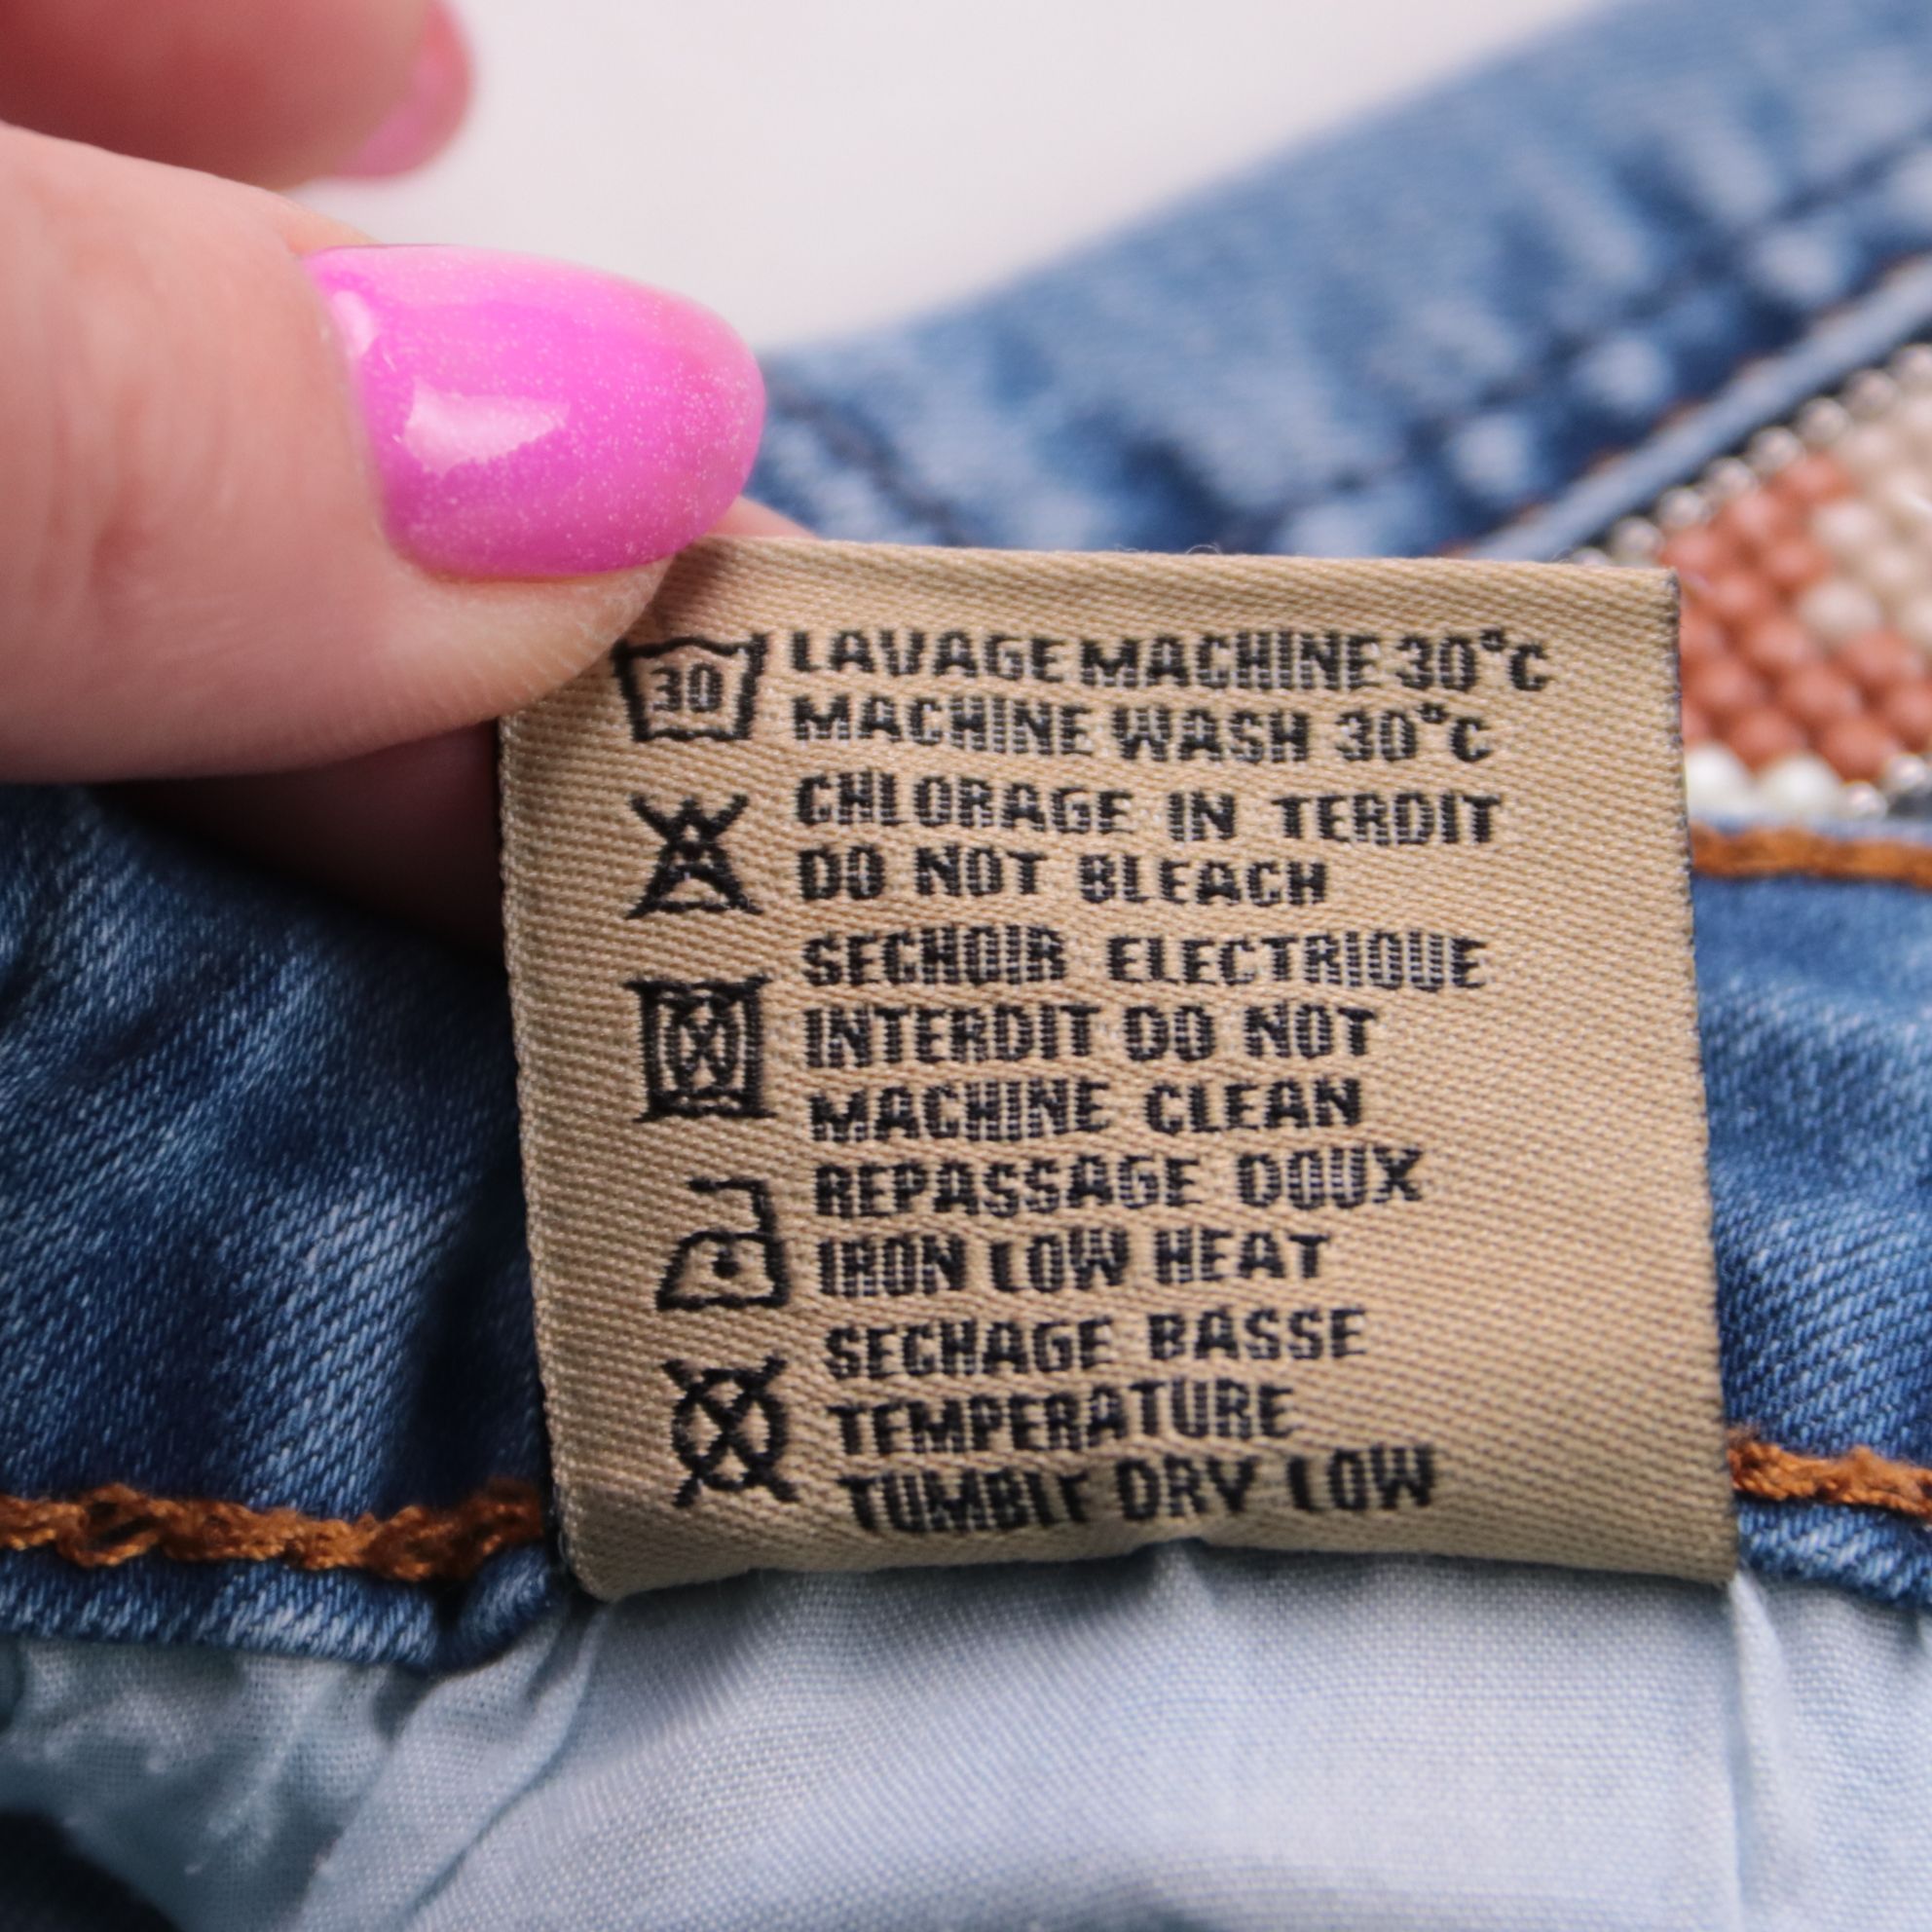 30 LAVAGE MACHINE 30°C
MACHINE WASH 30°C
CHLORAGE IN TERDIT
DO NOT BLEACH
SECHOIR ELECTRIQUE
INTERDIT DO NOT
MACHINE CLEAN
REPASSAGE DOUX
IRON LOW HEAT
SECHAGE BASSE
TEMPERATURE
TUMBLE DRY LOW